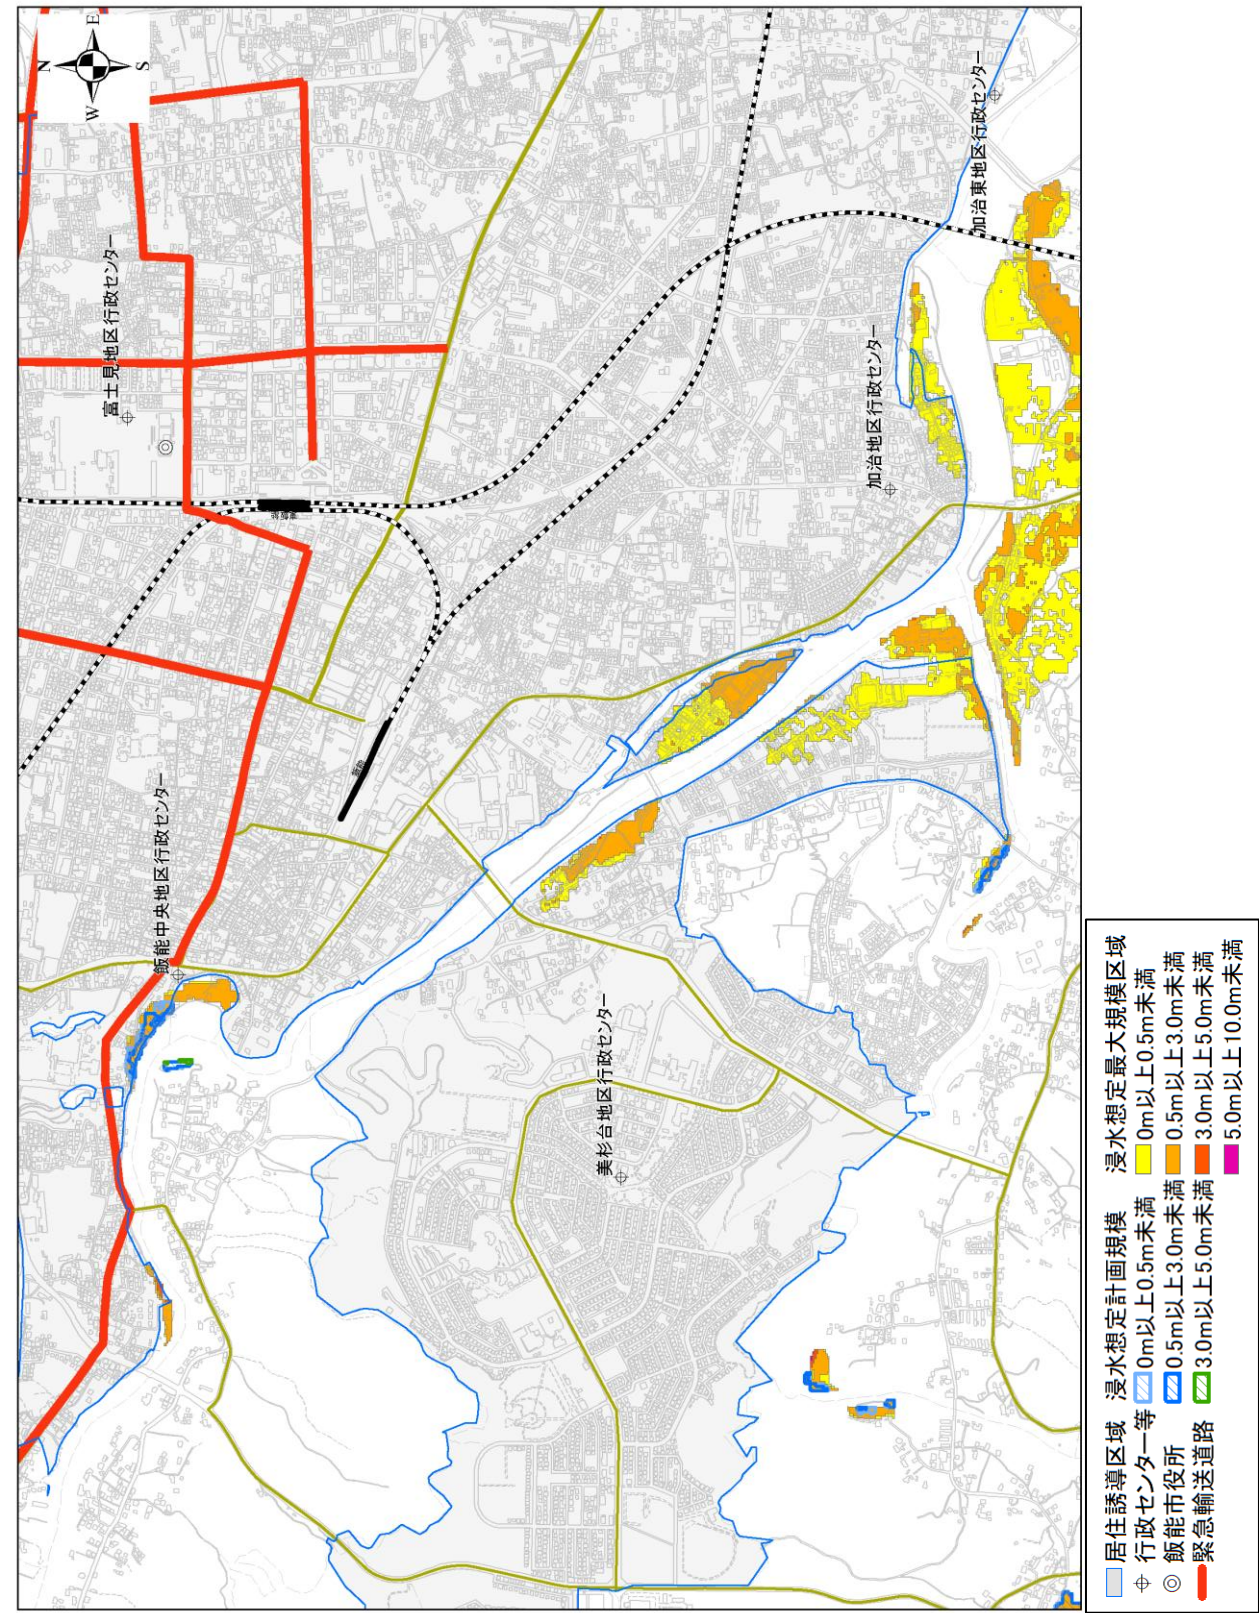 N
E
W
S
富士見地区行政センター
飯能中央地区行政センター
加治東地区行政センター
加治地区行政センター
美杉台地区行政センター
東飯能
飯能
居住誘導区域
行政センター等
飯能市役所
緊急輸送道路
浸水想定計画規模
0m以上0.5m未満
0.5m以上3.0m未満
3.0m以上5.0m未満
浸水想定最大規模区域
0m以上0.5m未満
0.5m以上3.0m未満
3.0m以上5.0m未満
5.0m以上10.0m未満